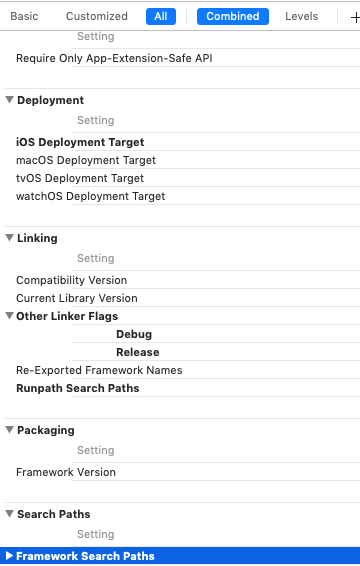 Basic Customized All Combined Levels +
Setting
Require Only App-Extension-Safe API
Deployment
Setting
iOS Deployment Target
macOS Deployment Target
tvOS Deployment Target
watchOS Deployment Target
Linking
Setting
Compatibility Version
Current Library Version
Other Linker Flags
Debug
Release
Re-Exported Framework Names
Runpath Search Paths
Packaging
Setting
Framework Version
Search Paths
Setting
Framework Search Paths